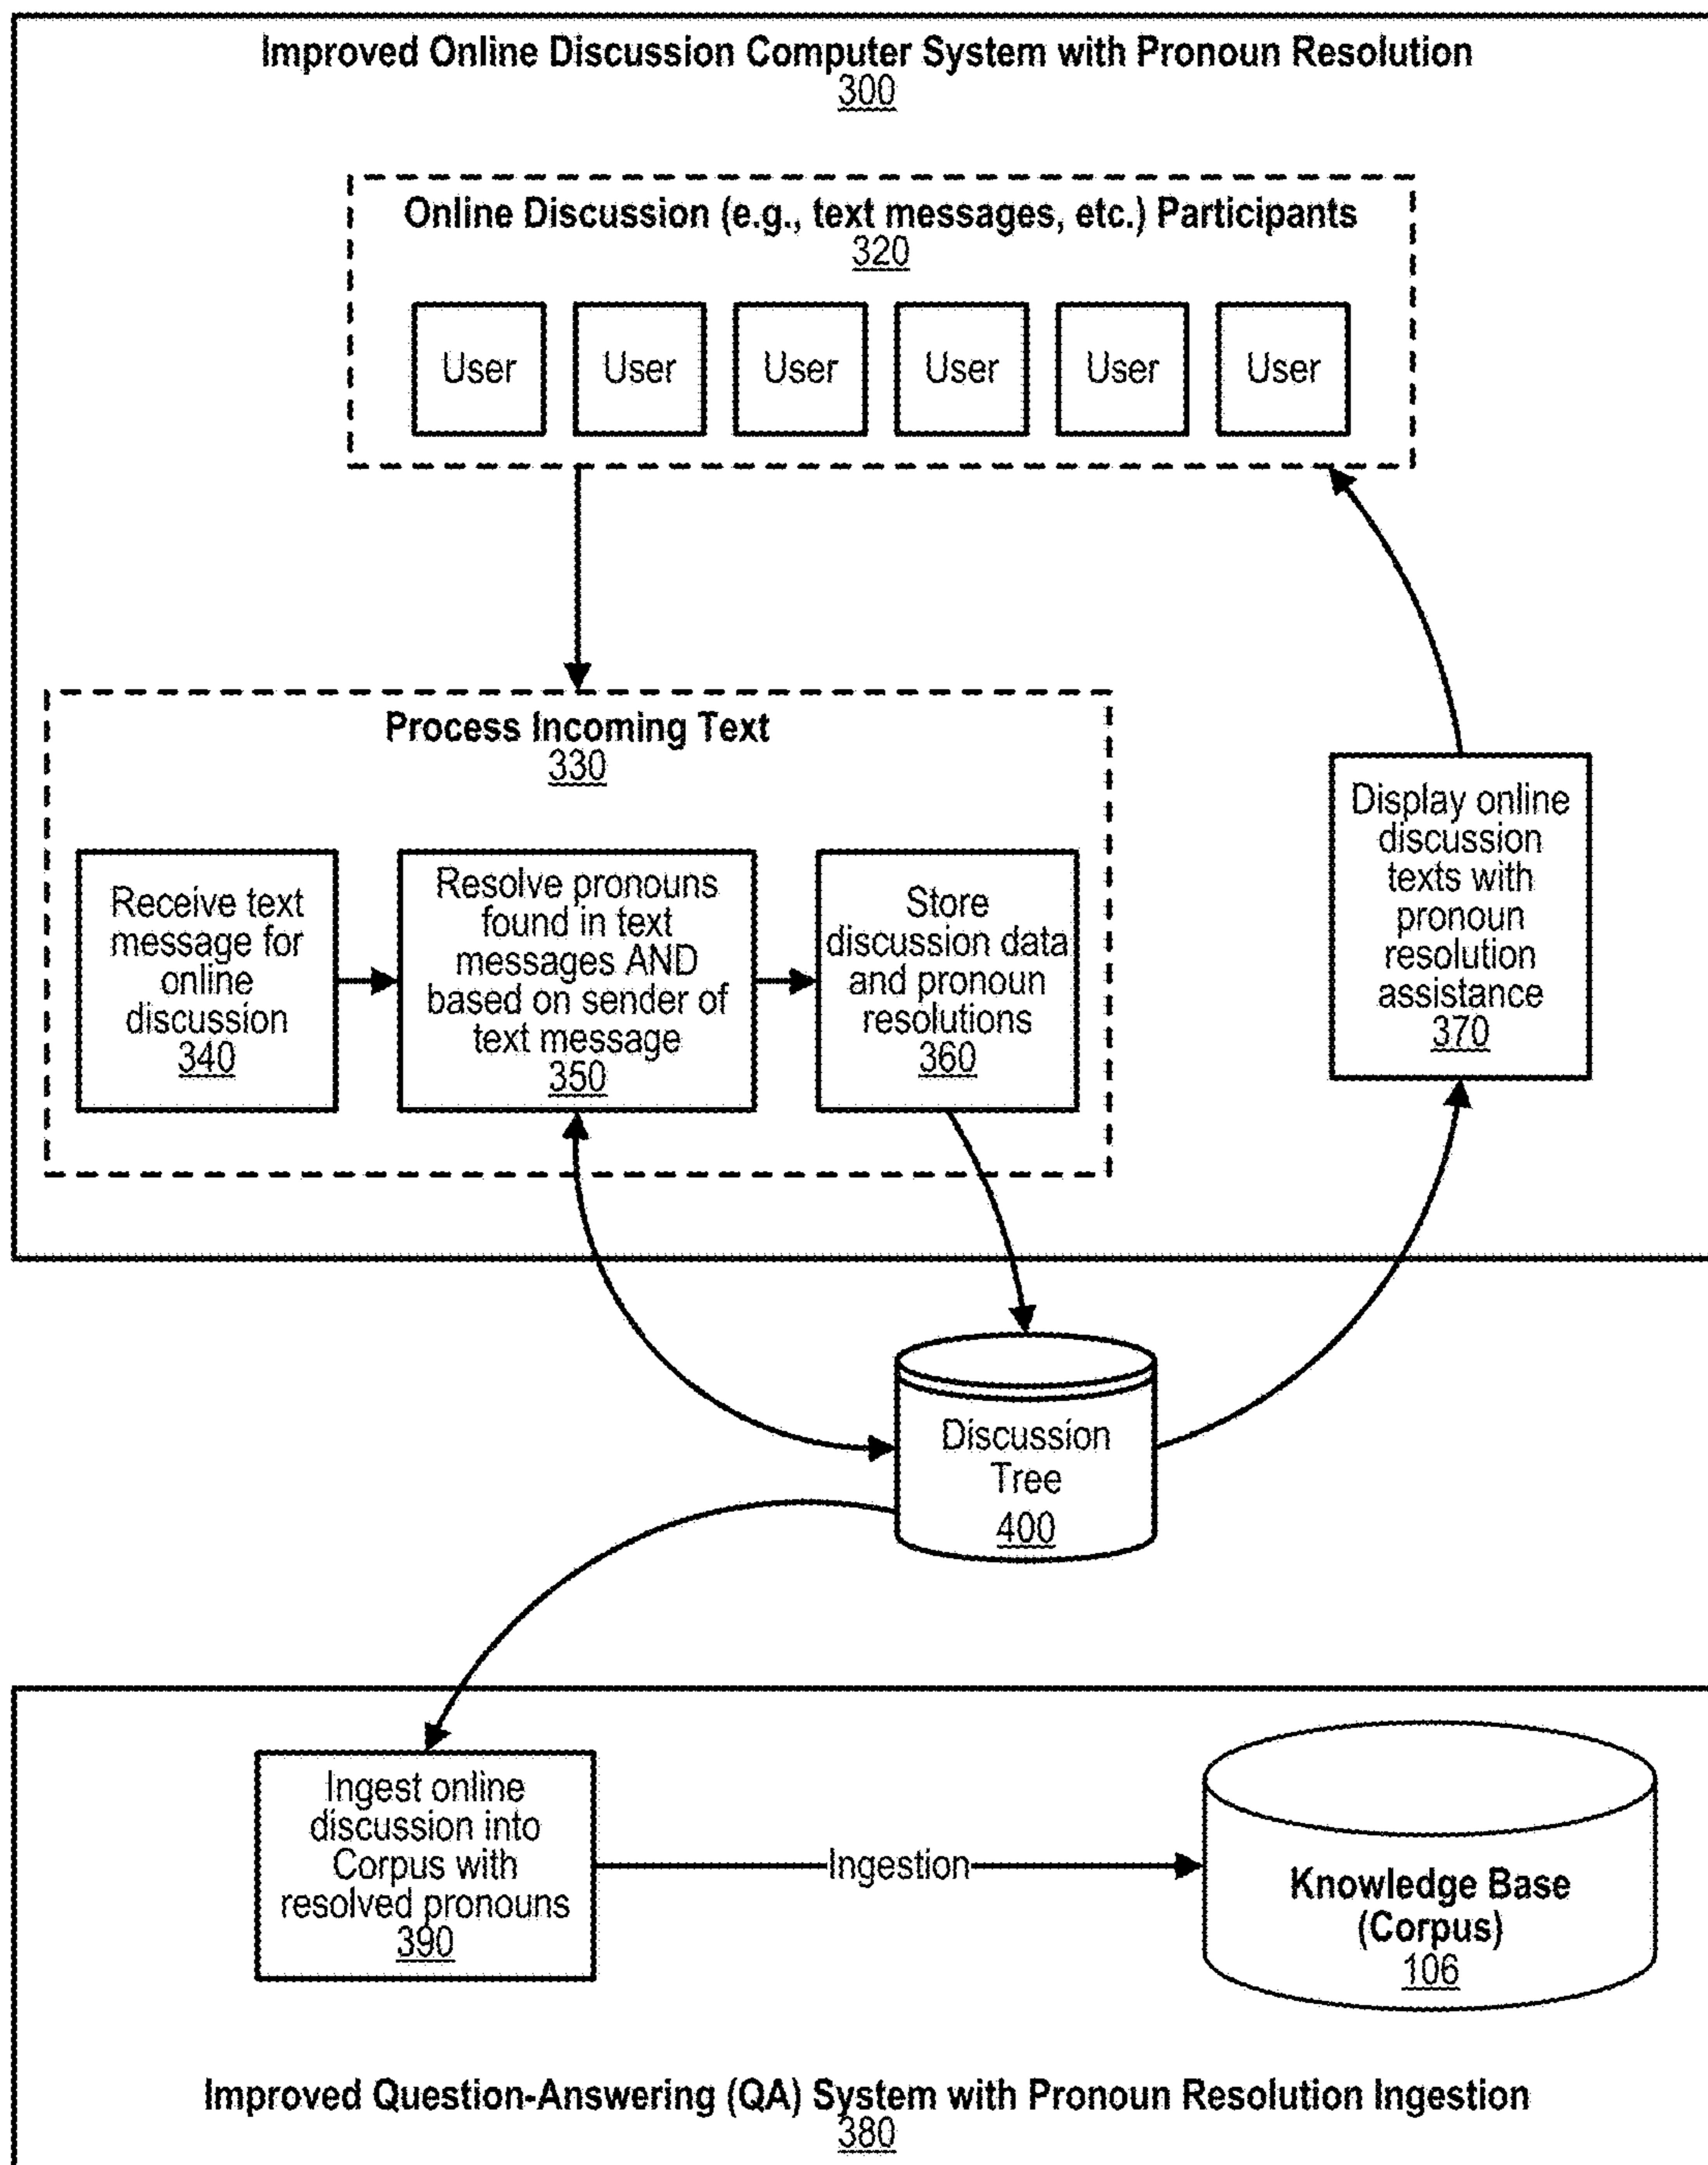 Improved Online Discussion Computer System with Pronoun Resolution
300
Online Discussion (e.g., text messages, etc.) Participants
320
User
User
User
User
User
User
Process Incoming Text
330
Receive text
message for
online
discussion
340
Resolve pronouns
found in text
messages AND
based on sender of
text message
350
Store
discussion data
and pronoun
resolutions
360
Display online
discussion
texts with
pronoun
resolution
assistance
370
Discussion
Tree
400
Ingest online
discussion into
Corpus with
resolved pronouns
390
Ingestion
Knowledge Base
(Corpus)
106
Improved Question-Answering (QA) System with Pronoun Resolution Ingestion
380